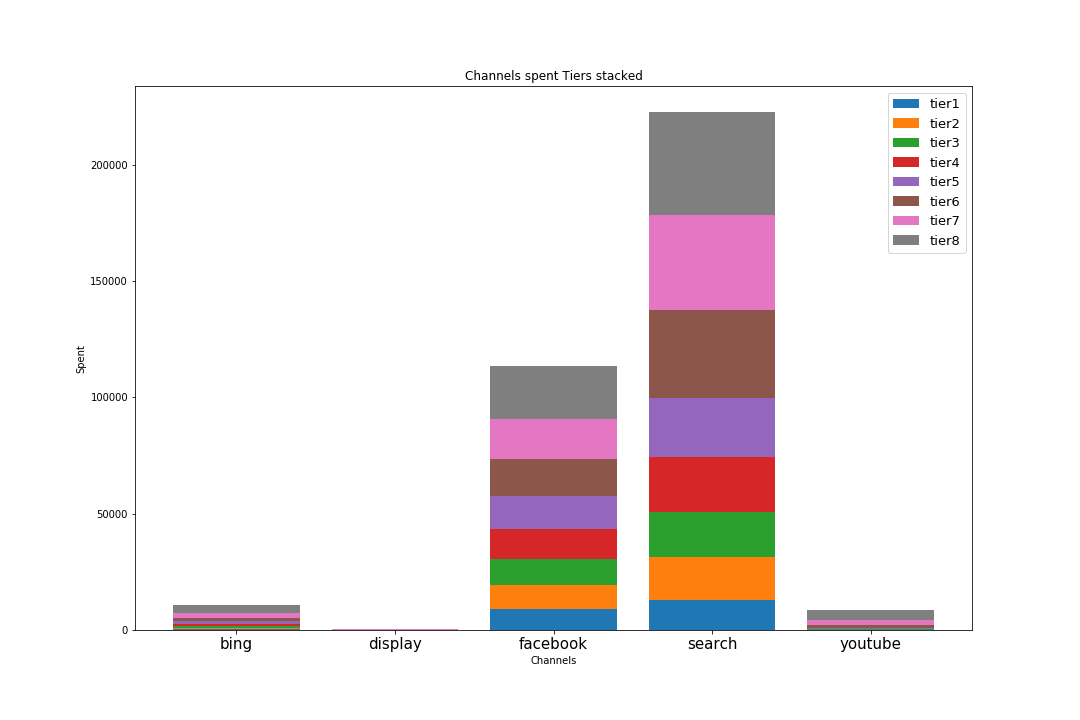 Channels spent Tiers stacked
tier1
tier2
tier3
tier4
tier5
tier6
tier7
tier8
200000
150000
100000
50000
0
Spent
bing display facebook search youtube
Channels